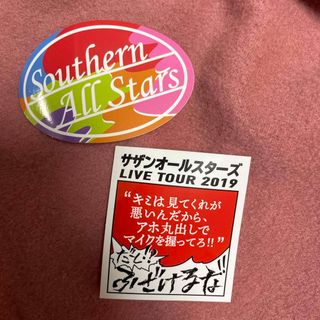 Southern
All Stars
サザンオールスターズ
LIVE TOUR 2019
“キミは見てくれが
悪いんだから、
アホ丸出しで
マイクを握ってろ!!”
だと!?
ふざけるな!!